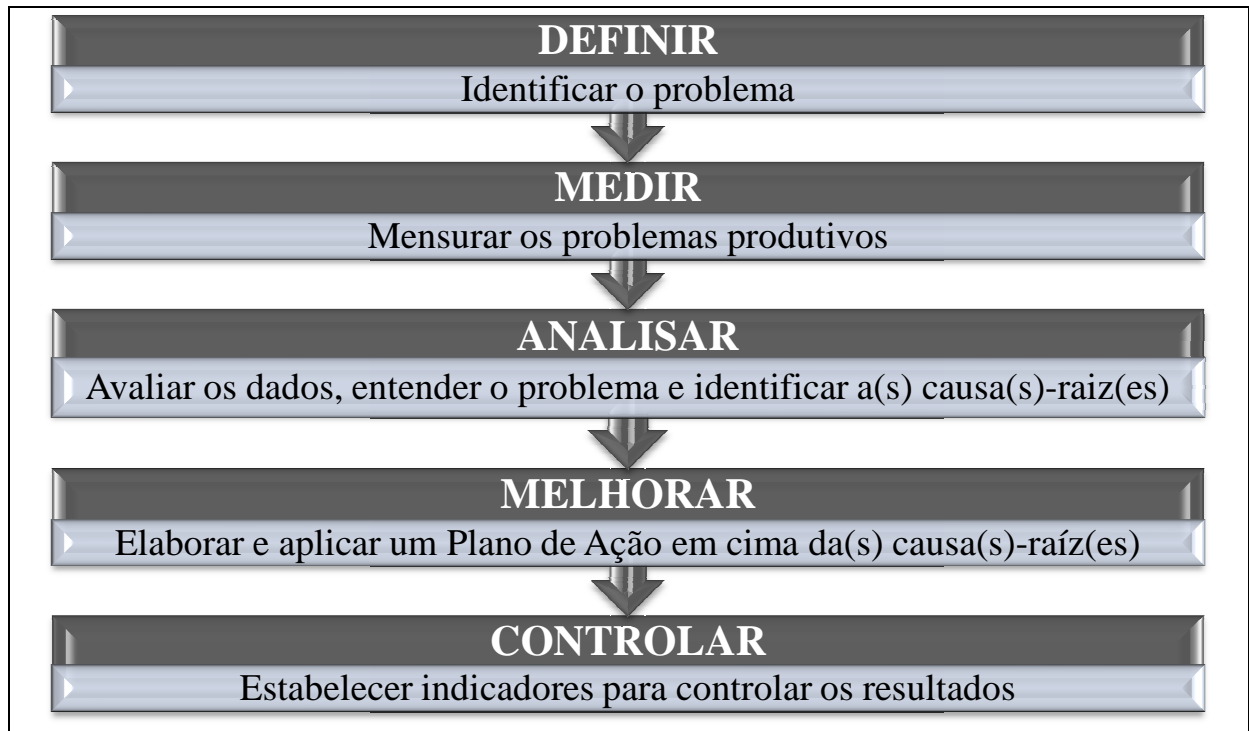 DEFINIR
Identificar o problema
MEDIR
Mensurar os problemas produtivos
ANALISAR
Avaliar os dados, entender o problema e identificar a(s) causa(s)-raiz(es)
MELHORAR
Elaborar e aplicar um Plano de Ação em cima da(s) causa(s)-raíz(es)
CONTROLAR
Estabelecer indicadores para controlar os resultados